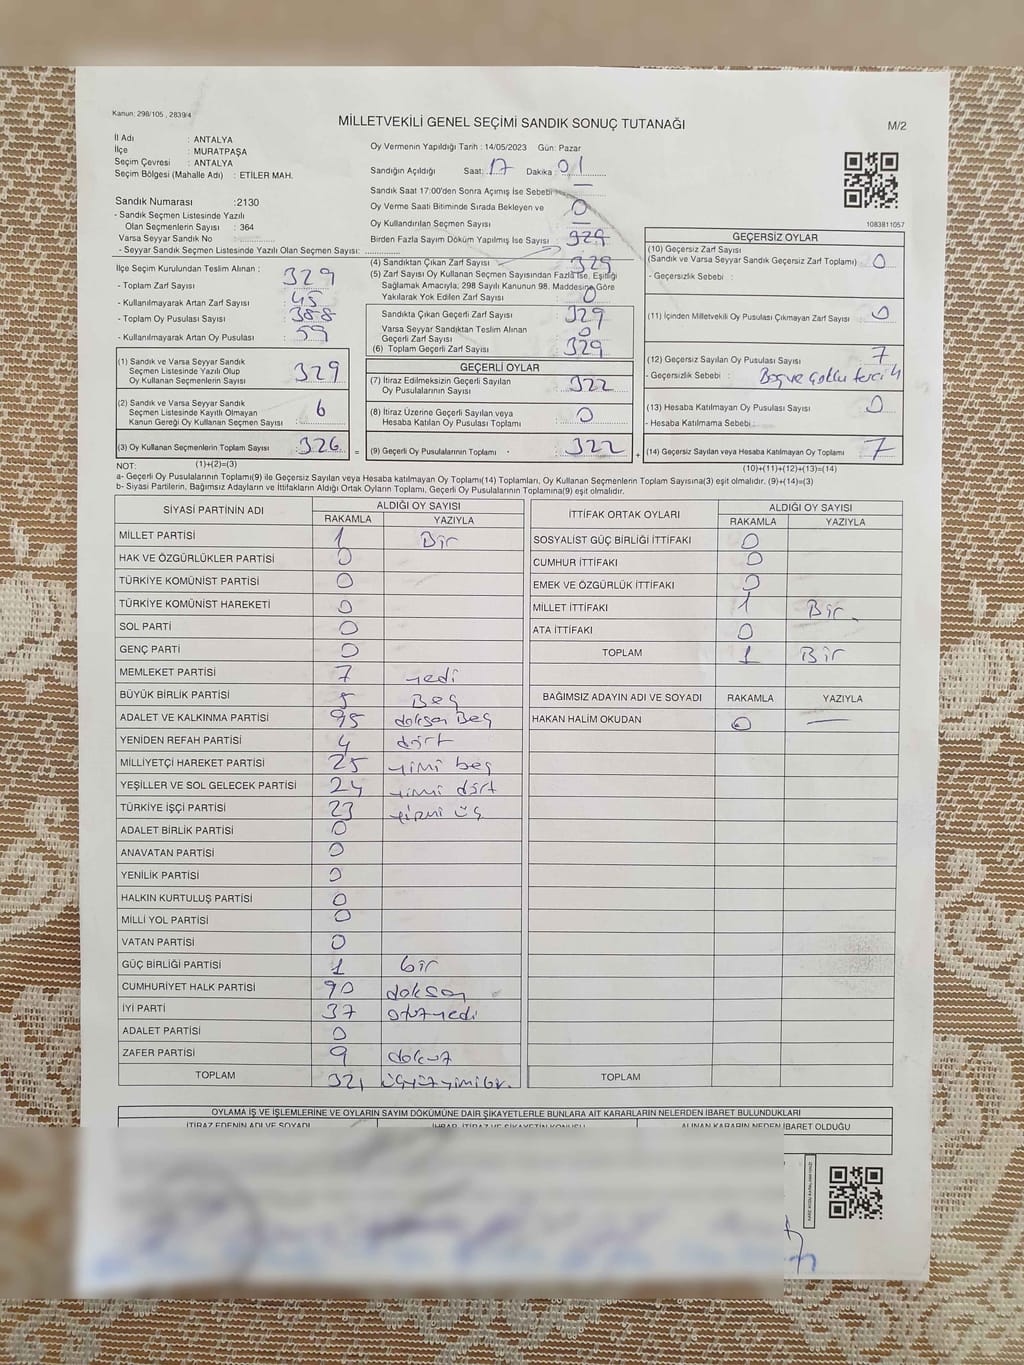 Kanun: 298/105 , 2839/4
MİLLETVEKİLİ GENEL SEÇİMİ SANDIK SONUÇ TUTANAĞI
M/2
İl Adı : ANTALYA
İlçe : MURATPAŞA
Seçim Çevresi : ANTALYA
Seçim Bölgesi (Mahalle Adı) : ETİLER MAH.
Oy Vermenin Yapıldığı Tarih : 14/05/2023 Gün: Pazar
Sandığın Açıldığı Saat: 17 Dakika: 01
Sandık Saat 17:00'den Sonra Açılmış İse Sebebi —
Oy Verme Saati Bitiminde Sırada Bekleyen ve
Oy Kullandırılan Seçmen Sayısı 0
Birden Fazla Sayım Döküm Yapılmış İse Sayısı 329
1083811057
Sandık Numarası :2130
- Sandık Seçmen Listesinde Yazılı
Olan Seçmenlerin Sayısı : 364
Varsa Seyyar Sandık No :
- Seyyar Sandık Seçmen Listesinde Yazılı Olan Seçmen Sayısı:
İlçe Seçim Kurulundan Teslim Alınan :
- Toplam Zarf Sayısı : 329
- Kullanılmayarak Artan Zarf Sayısı : 45
- Toplam Oy Pusulası Sayısı : 388
- Kullanılmayarak Artan Oy Pusulası : 59
(1) Sandık ve Varsa Seyyar Sandık
Seçmen Listesinde Yazılı Olup
Oy Kullanan Seçmenlerin Sayısı : 329
(2) Sandık ve Varsa Seyyar Sandık
Seçmen Listesinde Kayıtlı Olmayan
Kanun Gereği Oy Kullanan Seçmen Sayısı : 6
(3) Oy Kullanan Seçmenlerin Toplam Sayısı : 326
(1)+(2)=(3)
(4) Sandıktan Çıkan Zarf Sayısı 329
(5) Zarf Sayısı Oy Kullanan Seçmen Sayısından Fazla İse, Eşitliği
Sağlamak Amacıyla, 298 Sayılı Kanunun 98. Maddesine Göre
Yakılarak Yok Edilen Zarf Sayısı : 0
Sandıkta Çıkan Geçerli Zarf Sayısı : 329
Varsa Seyyar Sandıktan Teslim Alınan
Geçerli Zarf Sayısı : 0
(6) Toplam Geçerli Zarf Sayısı : 329
GEÇERLİ OYLAR
(7) İtiraz Edilmeksizin Geçerli Sayılan
Oy Pusulalarının Sayısı : 322
(8) İtiraz Üzerine Geçerli Sayılan veya
Hesaba Katılan Oy Pusulası Toplamı : 0
= (9) Geçerli Oy Pusulalarının Toplamı : 322 +
GEÇERSİZ OYLAR
(10) Geçersiz Zarf Sayısı
(Sandık ve Varsa Seyyar Sandık Geçersiz Zarf Toplamı) : 0
- Geçersizlik Sebebi :
(11) İçinden Milletvekili Oy Pusulası Çıkmayan Zarf Sayısı : 0
(12) Geçersiz Sayılan Oy Pusulası Sayısı : 7
- Geçersizlik Sebebi : Boş ve çoklu tercih
(13) Hesaba Katılmayan Oy Pusulası Sayısı : 0
- Hesaba Katılmama Sebebi :
(14) Geçersiz Sayılan veya Hesaba Katılmayan Oy Toplamı : 7
(10)+(11)+(12)+(13)=(14)
NOT:
a- Geçerli Oy Pusulalarının Toplamı(9) ile Geçersiz Sayılan veya Hesaba katılmayan Oy Toplamı(14) Toplamları, Oy Kullanan Seçmenlerin Toplam Sayısına(3) eşit olmalıdır. (9)+(14)=(3)
b- Siyasi Partilerin, Bağımsız Adayların ve İttifakların Aldığı Ortak Oyların Toplamı, Geçerli Oy Pusulalarının Toplamına(9) eşit olmalıdır.
SİYASİ PARTİNİN ADI ALDIĞI OY SAYISI
RAKAMLA YAZIYLA
MİLLET PARTİSİ 1 Bir
HAK VE ÖZGÜRLÜKLER PARTİSİ 0
TÜRKİYE KOMÜNİST PARTİSİ 0
TÜRKİYE KOMÜNİST HAREKETİ 0
SOL PARTİ 0
GENÇ PARTİ 0
MEMLEKET PARTİSİ 7 yedi
BÜYÜK BİRLİK PARTİSİ 5 Beş
ADALET VE KALKINMA PARTİSİ 95 doksan Beş
YENİDEN REFAH PARTİSİ 4 dört
MİLLİYETÇİ HAREKET PARTİSİ 25 yirmi beş
YEŞİLLER VE SOL GELECEK PARTİSİ 24 yirmi dört
TÜRKİYE İŞÇİ PARTİSİ 23 yirmi üç
ADALET BİRLİK PARTİSİ 0
ANAVATAN PARTİSİ 0
YENİLİK PARTİSİ 0
HALKIN KURTULUŞ PARTİSİ 0
MİLLİ YOL PARTİSİ 0
VATAN PARTİSİ 0
GÜÇ BİRLİĞİ PARTİSİ 1 bir
CUMHURİYET HALK PARTİSİ 90 doksan
İYİ PARTİ 37 otuz yedi
ADALET PARTİSİ 0
ZAFER PARTİSİ 9 dokuz
TOPLAM 321 üçyüzyirmibir.
İTTİFAK ORTAK OYLARI ALDIĞI OY SAYISI
RAKAMLA YAZIYLA
SOSYALİST GÜÇ BİRLİĞİ İTTİFAKI 0
CUMHUR İTTİFAKI 0
EMEK VE ÖZGÜRLÜK İTTİFAKI 0
MİLLET İTTİFAKI 1 Bir.
ATA İTTİFAKI 0
TOPLAM 1 Bir
BAĞIMSIZ ADAYIN ADI VE SOYADI RAKAMLA YAZIYLA
HAKAN HALİM OKUDAN 0 —
TOPLAM
OYLAMA İŞ VE İŞLEMLERİNE VE OYLARIN SAYIM DÖKÜMÜNE DAİR ŞİKAYETLERLE BUNLARA AİT KARARLARIN NELERDEN İBARET BULUNDUKLARI
İTİRAZ EDENİN ADI VE SOYADI İHBAR, İTİRAZ VE ŞİKAYETİN KONUSU ALINAN KARARIN NEDEN İBARET OLDUĞU